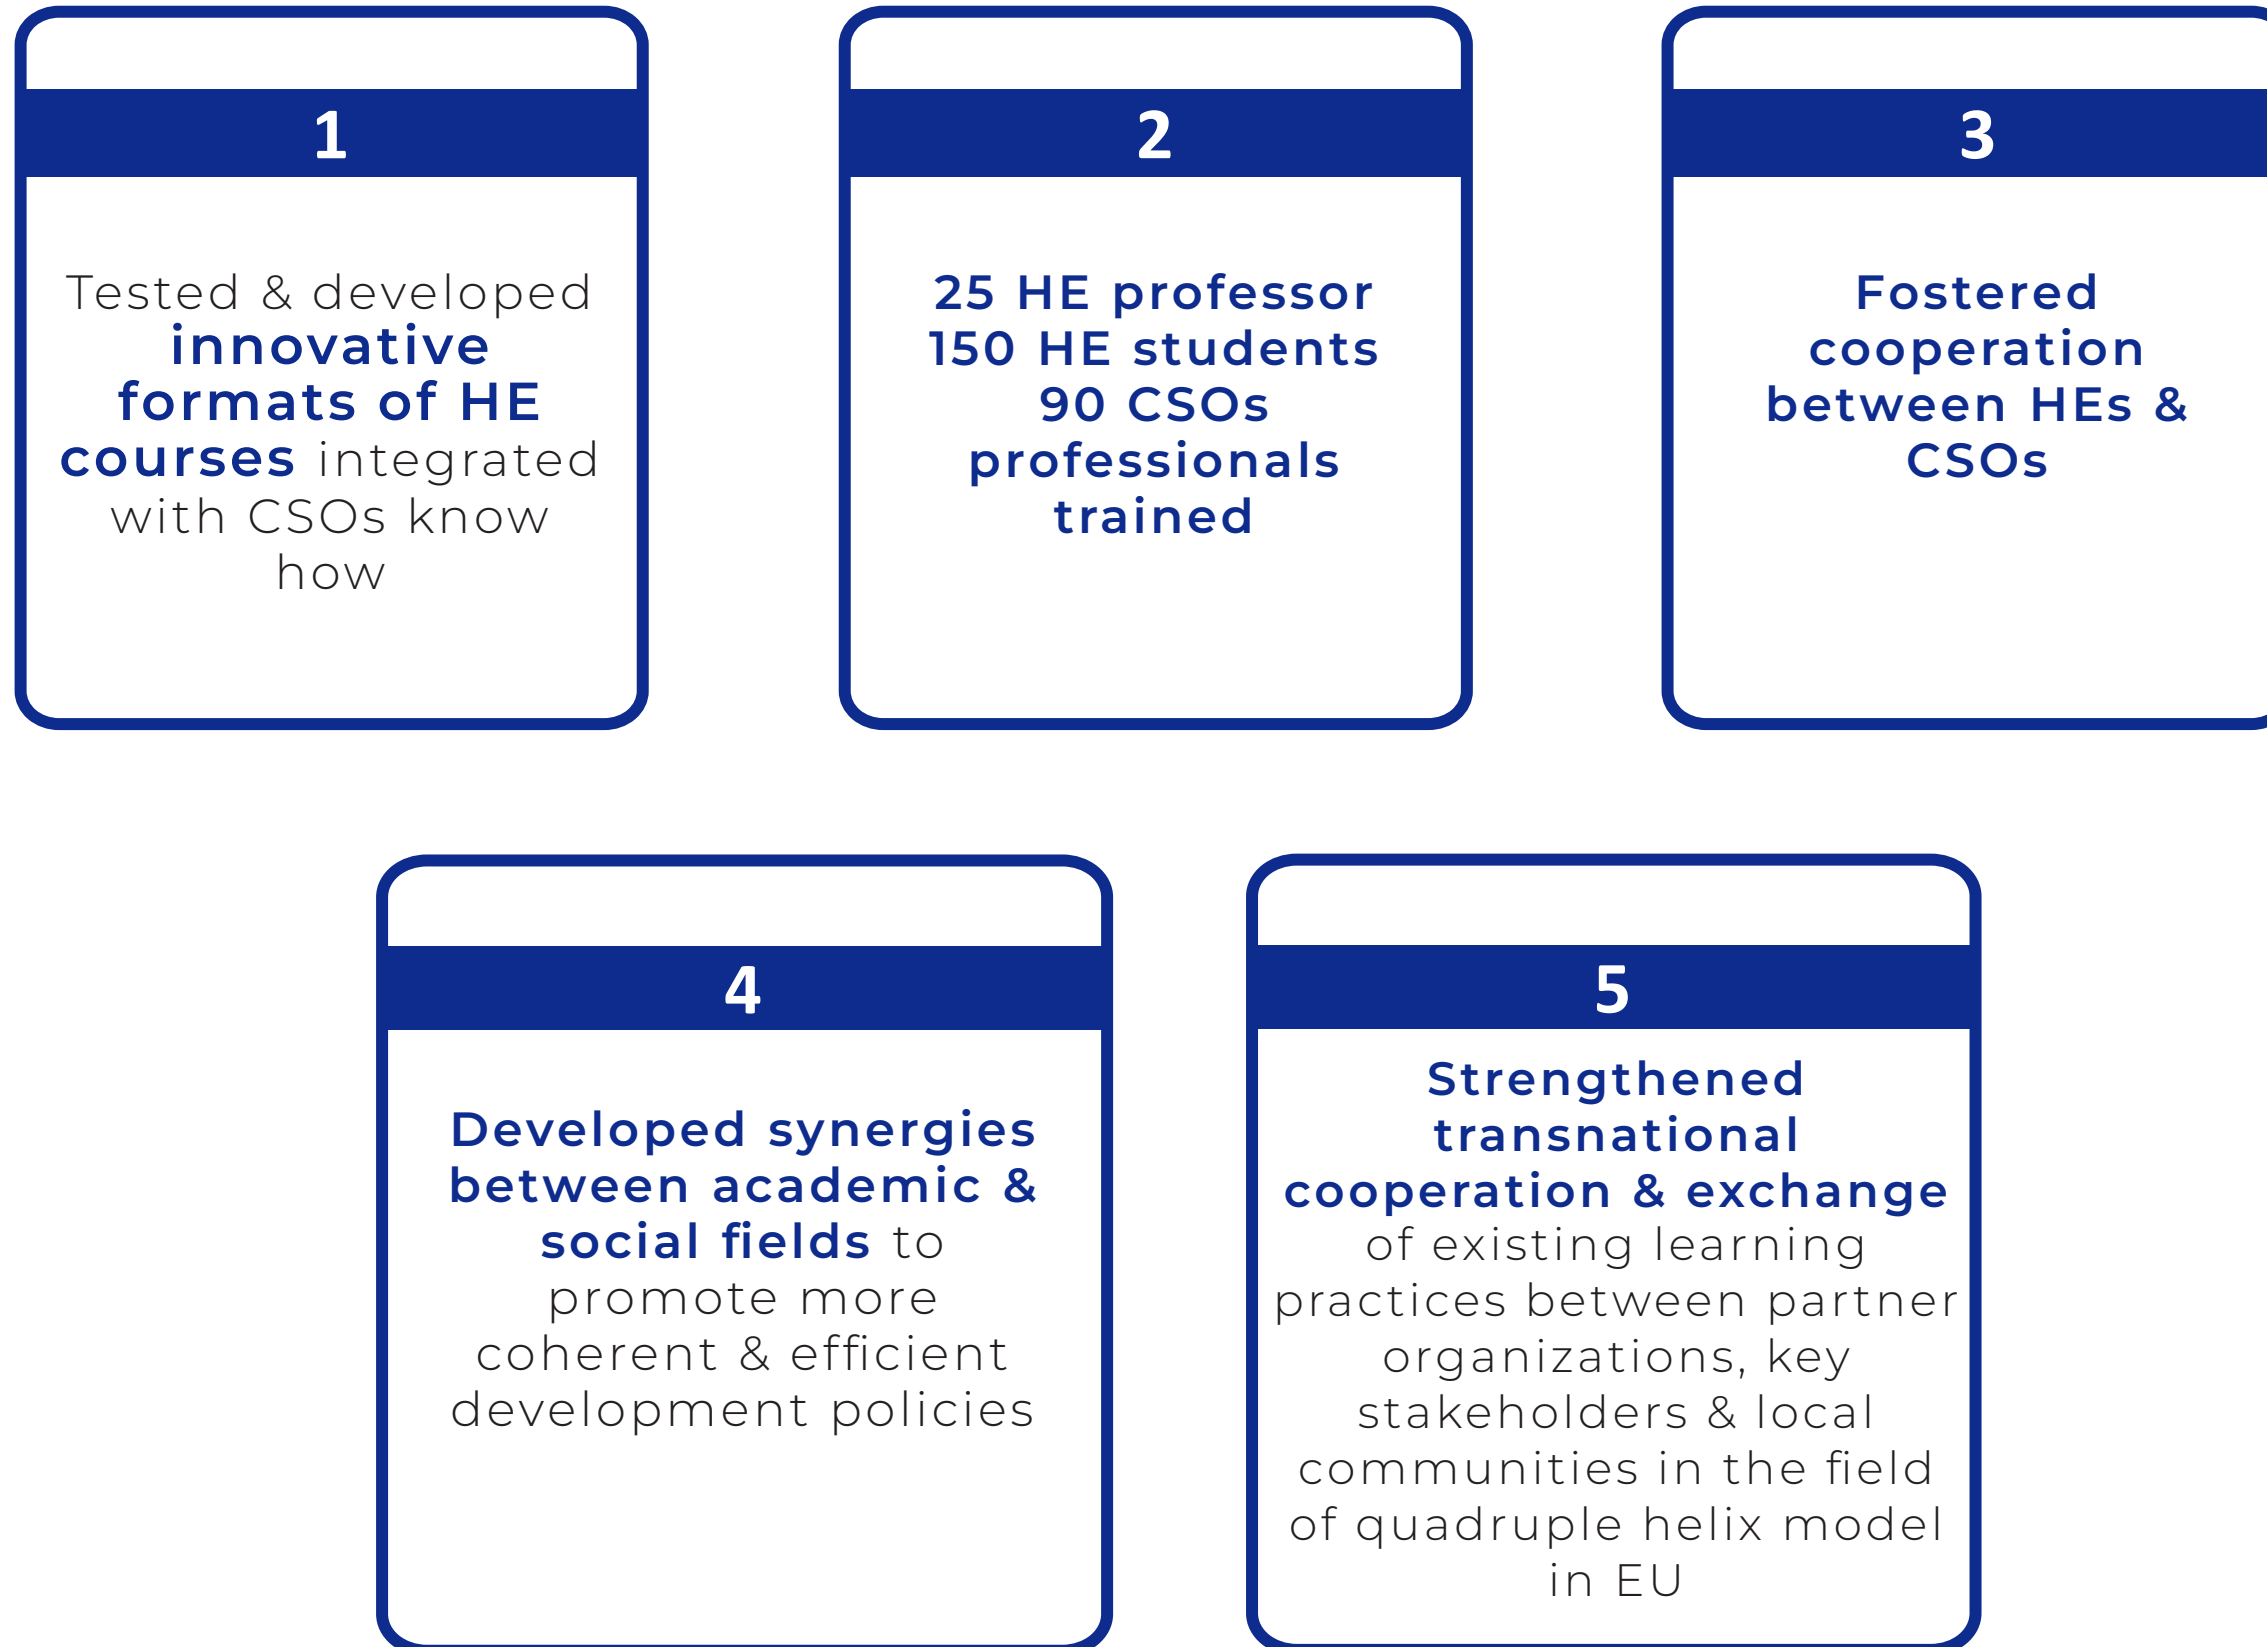 1
Tested & developed
innovative
formats of HE
courses integrated
with CSOs know
how
2
25 HE professor
150 HE students
90 CSOs
professionals
trained
3
Fostered
cooperation
between HEs &
CSOs
4
Developed synergies
between academic &
social fields to
promote more
coherent & efficient
development policies
5
Strengthened
transnational
cooperation & exchange
of existing learning
practices between partner
organizations, key
stakeholders & local
communities in the field
of quadruple helix model
in EU